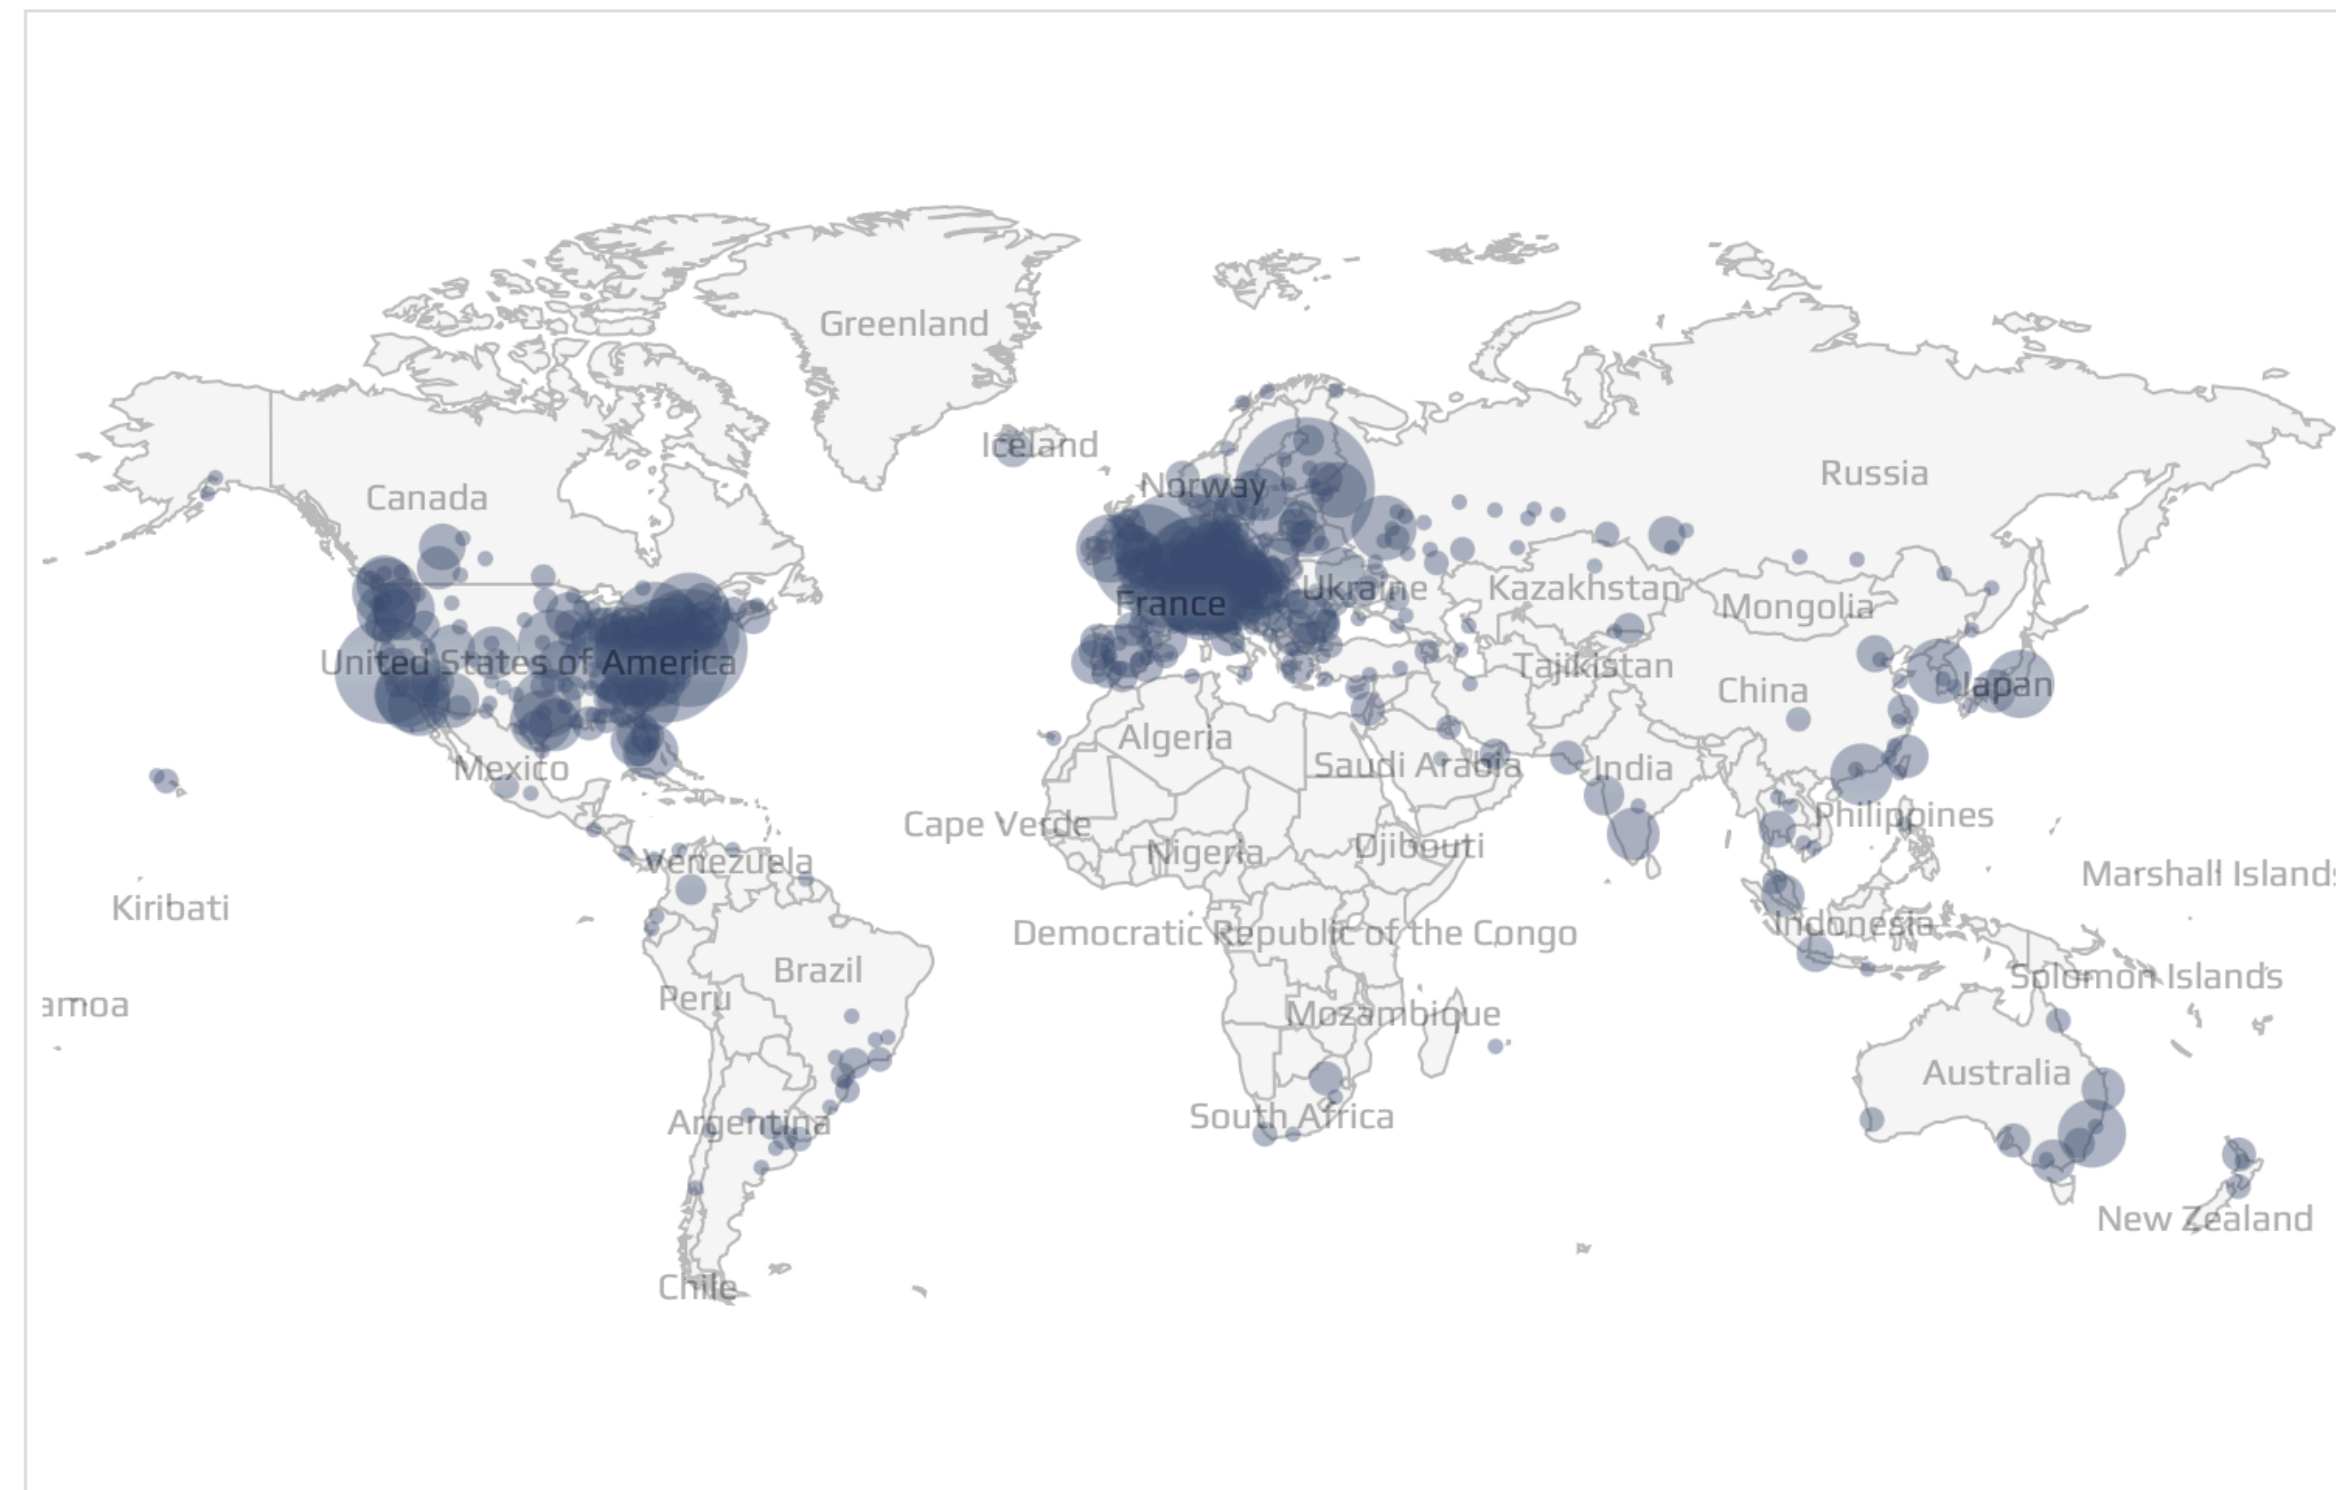 Greenland
Iceland
Russia
Norway
Canada
Ukraine
Kazakhstan
France
Mongolia
United States of America
Tajikistan
China
Japan
Algeria
Mexico
Saudi Arabia
India
Philippines
Cape Verde
Nigeria
Djibouti
Venezuela
Marshall Islands
Kiribati
Indonesia
Democratic Republic of the Congo
Brazil
Solomon Islands
Peru
amoa
Mozambique
Australia
South Africa
Argentina
New Zealand
Chile